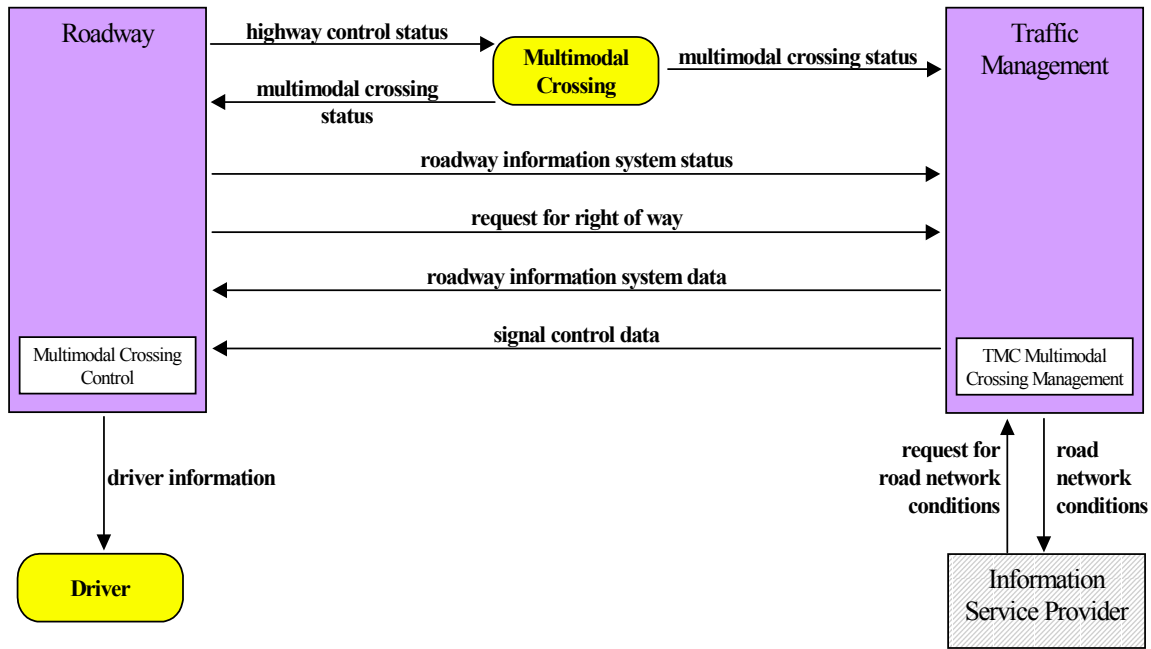 Roadway
highway control status
Multimodal
Crossing
multimodal crossing status
Traffic
Management
multimodal crossing
status
roadway information system status
request for right of way
roadway information system data
signal control data
Multimodal Crossing
Control
TMC Multimodal
Crossing Management
driver information
request for
road network
conditions
road
network
conditions
Driver
Information
Service Provider